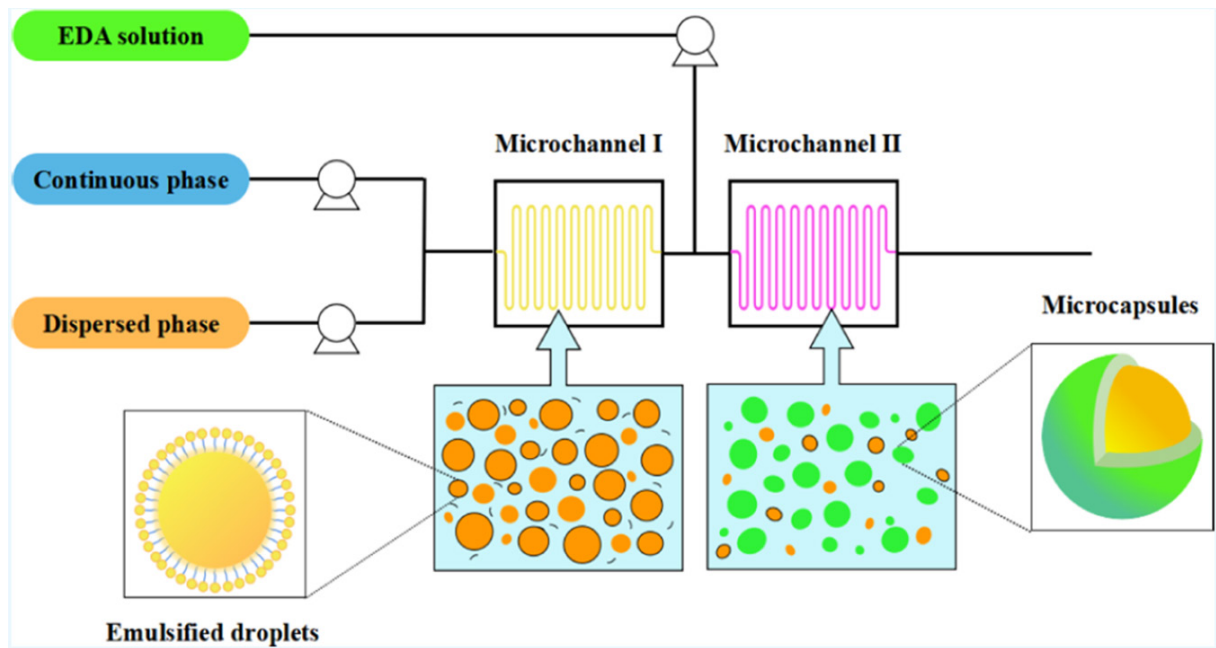 EDA solution
Microchannel I
Microchannel II
Continuous phase
Dispersed phase
Microcapsules
Emulsified droplets